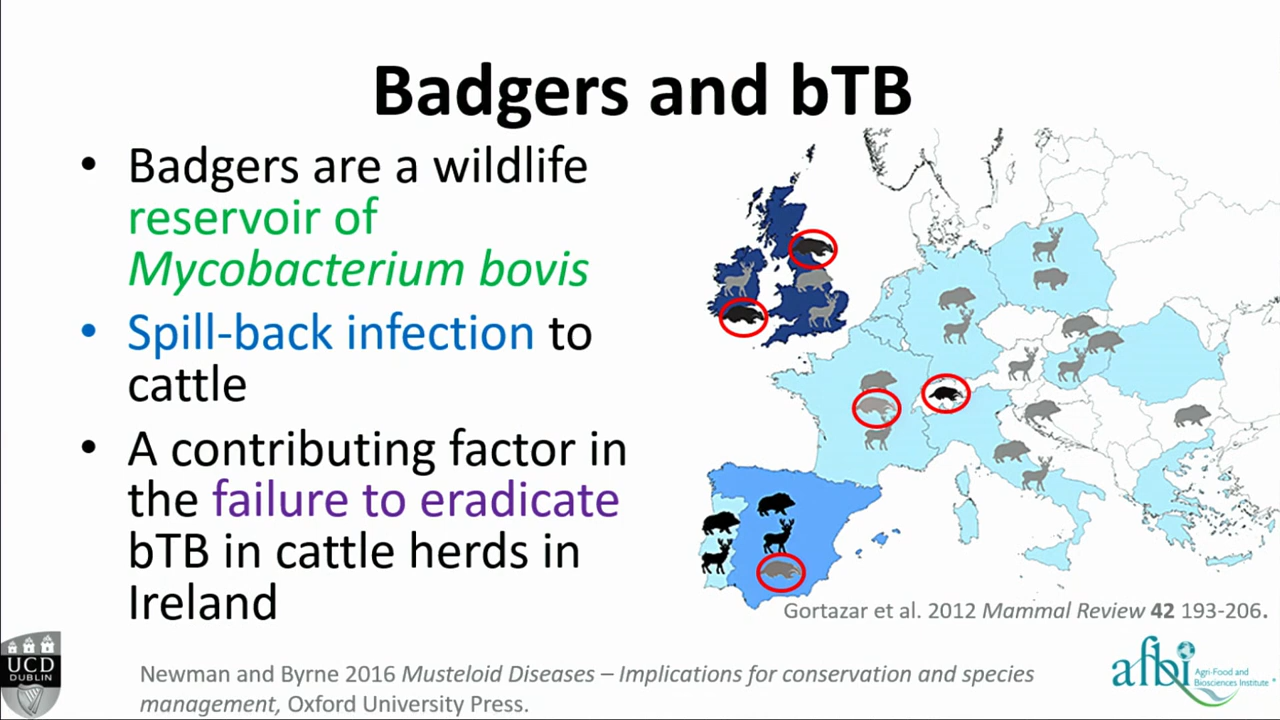 Badgers and bTB
• Badgers are a wildlife
reservoir of
Mycobacterium bovis
• Spill-back infection to
cattle
• A contributing factor in
the failure to eradicate
bTB in cattle herds in
Ireland
Gortazar et al. 2012 Mammal Review 42 193-206.
UCD
DUBLIN
Newman and Byrne 2016 Musteloid Diseases – Implications for conservation and species
management, Oxford University Press.
afbi
Agri-Food and
Biosciences Institute